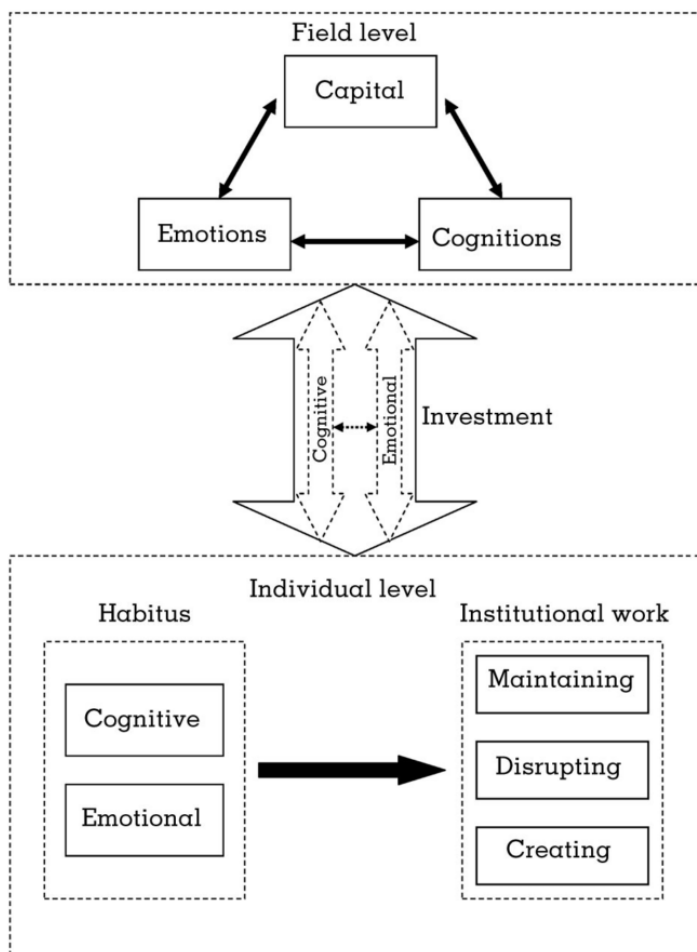 Field level
Capital
Emotions
Cognitions
Cognitive
Emotional
Investment
Individual level
Habitus
Institutional work
Cognitive
Emotional
Maintaining
Disrupting
Creating